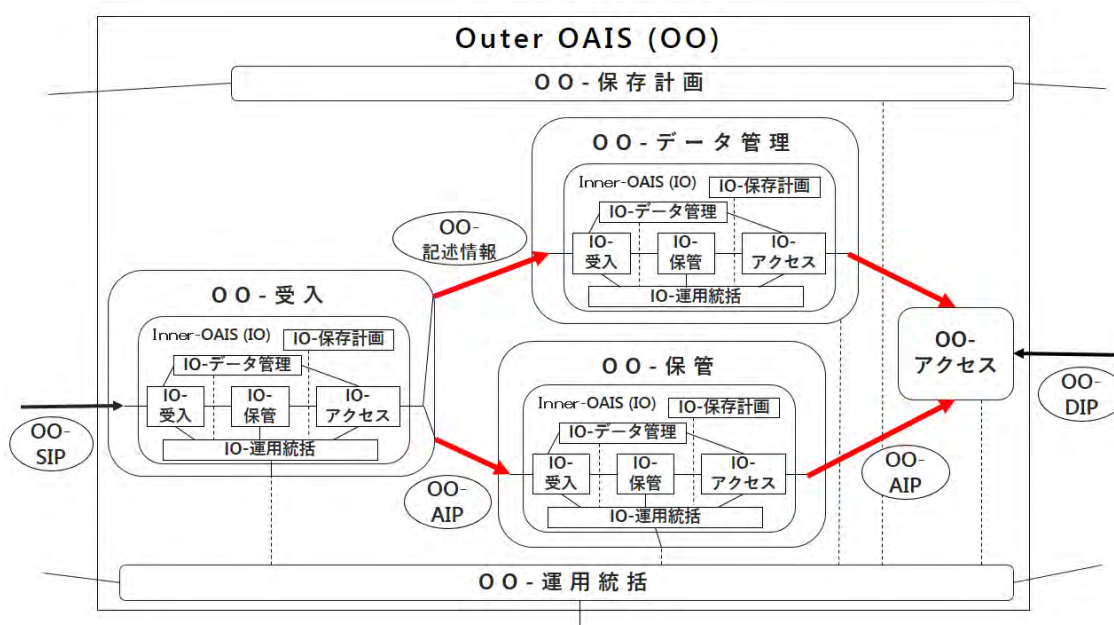 Outer OAIS (OO)
OO-保存計画
OO-データ管理
Inner-OAIS (IO)
IO-保存計画
IO-データ管理
IO-
受入
IO-
保管
IO-
アクセス
IO-運用統括
OO-
記述情報
OO-受入
Inner-OAIS (IO)
IO-保存計画
IO-データ管理
IO-
受入
IO-
保管
IO-
アクセス
IO-運用統括
OO-
SIP
OO-
AIP
OO-保管
Inner-OAIS (IO)
IO-保存計画
IO-データ管理
IO-
受入
IO-
保管
IO-
アクセス
IO-運用統括
OO-
アクセス
OO-
DIP
OO-
AIP
OO-運用統括